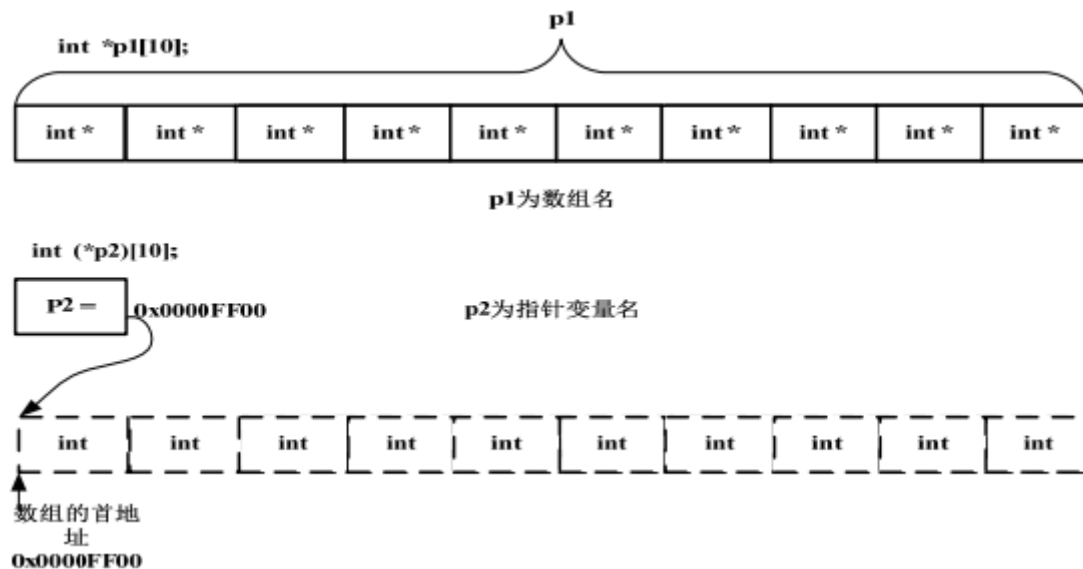 p1
int *p1[10];
int * int * int * int * int * int * int * int * int * int *
p1为数组名
int (*p2)[10];
P2 = 0x0000FF00 p2为指针变量名
int int int int int int int int int int
数组的首地
址
0x0000FF00